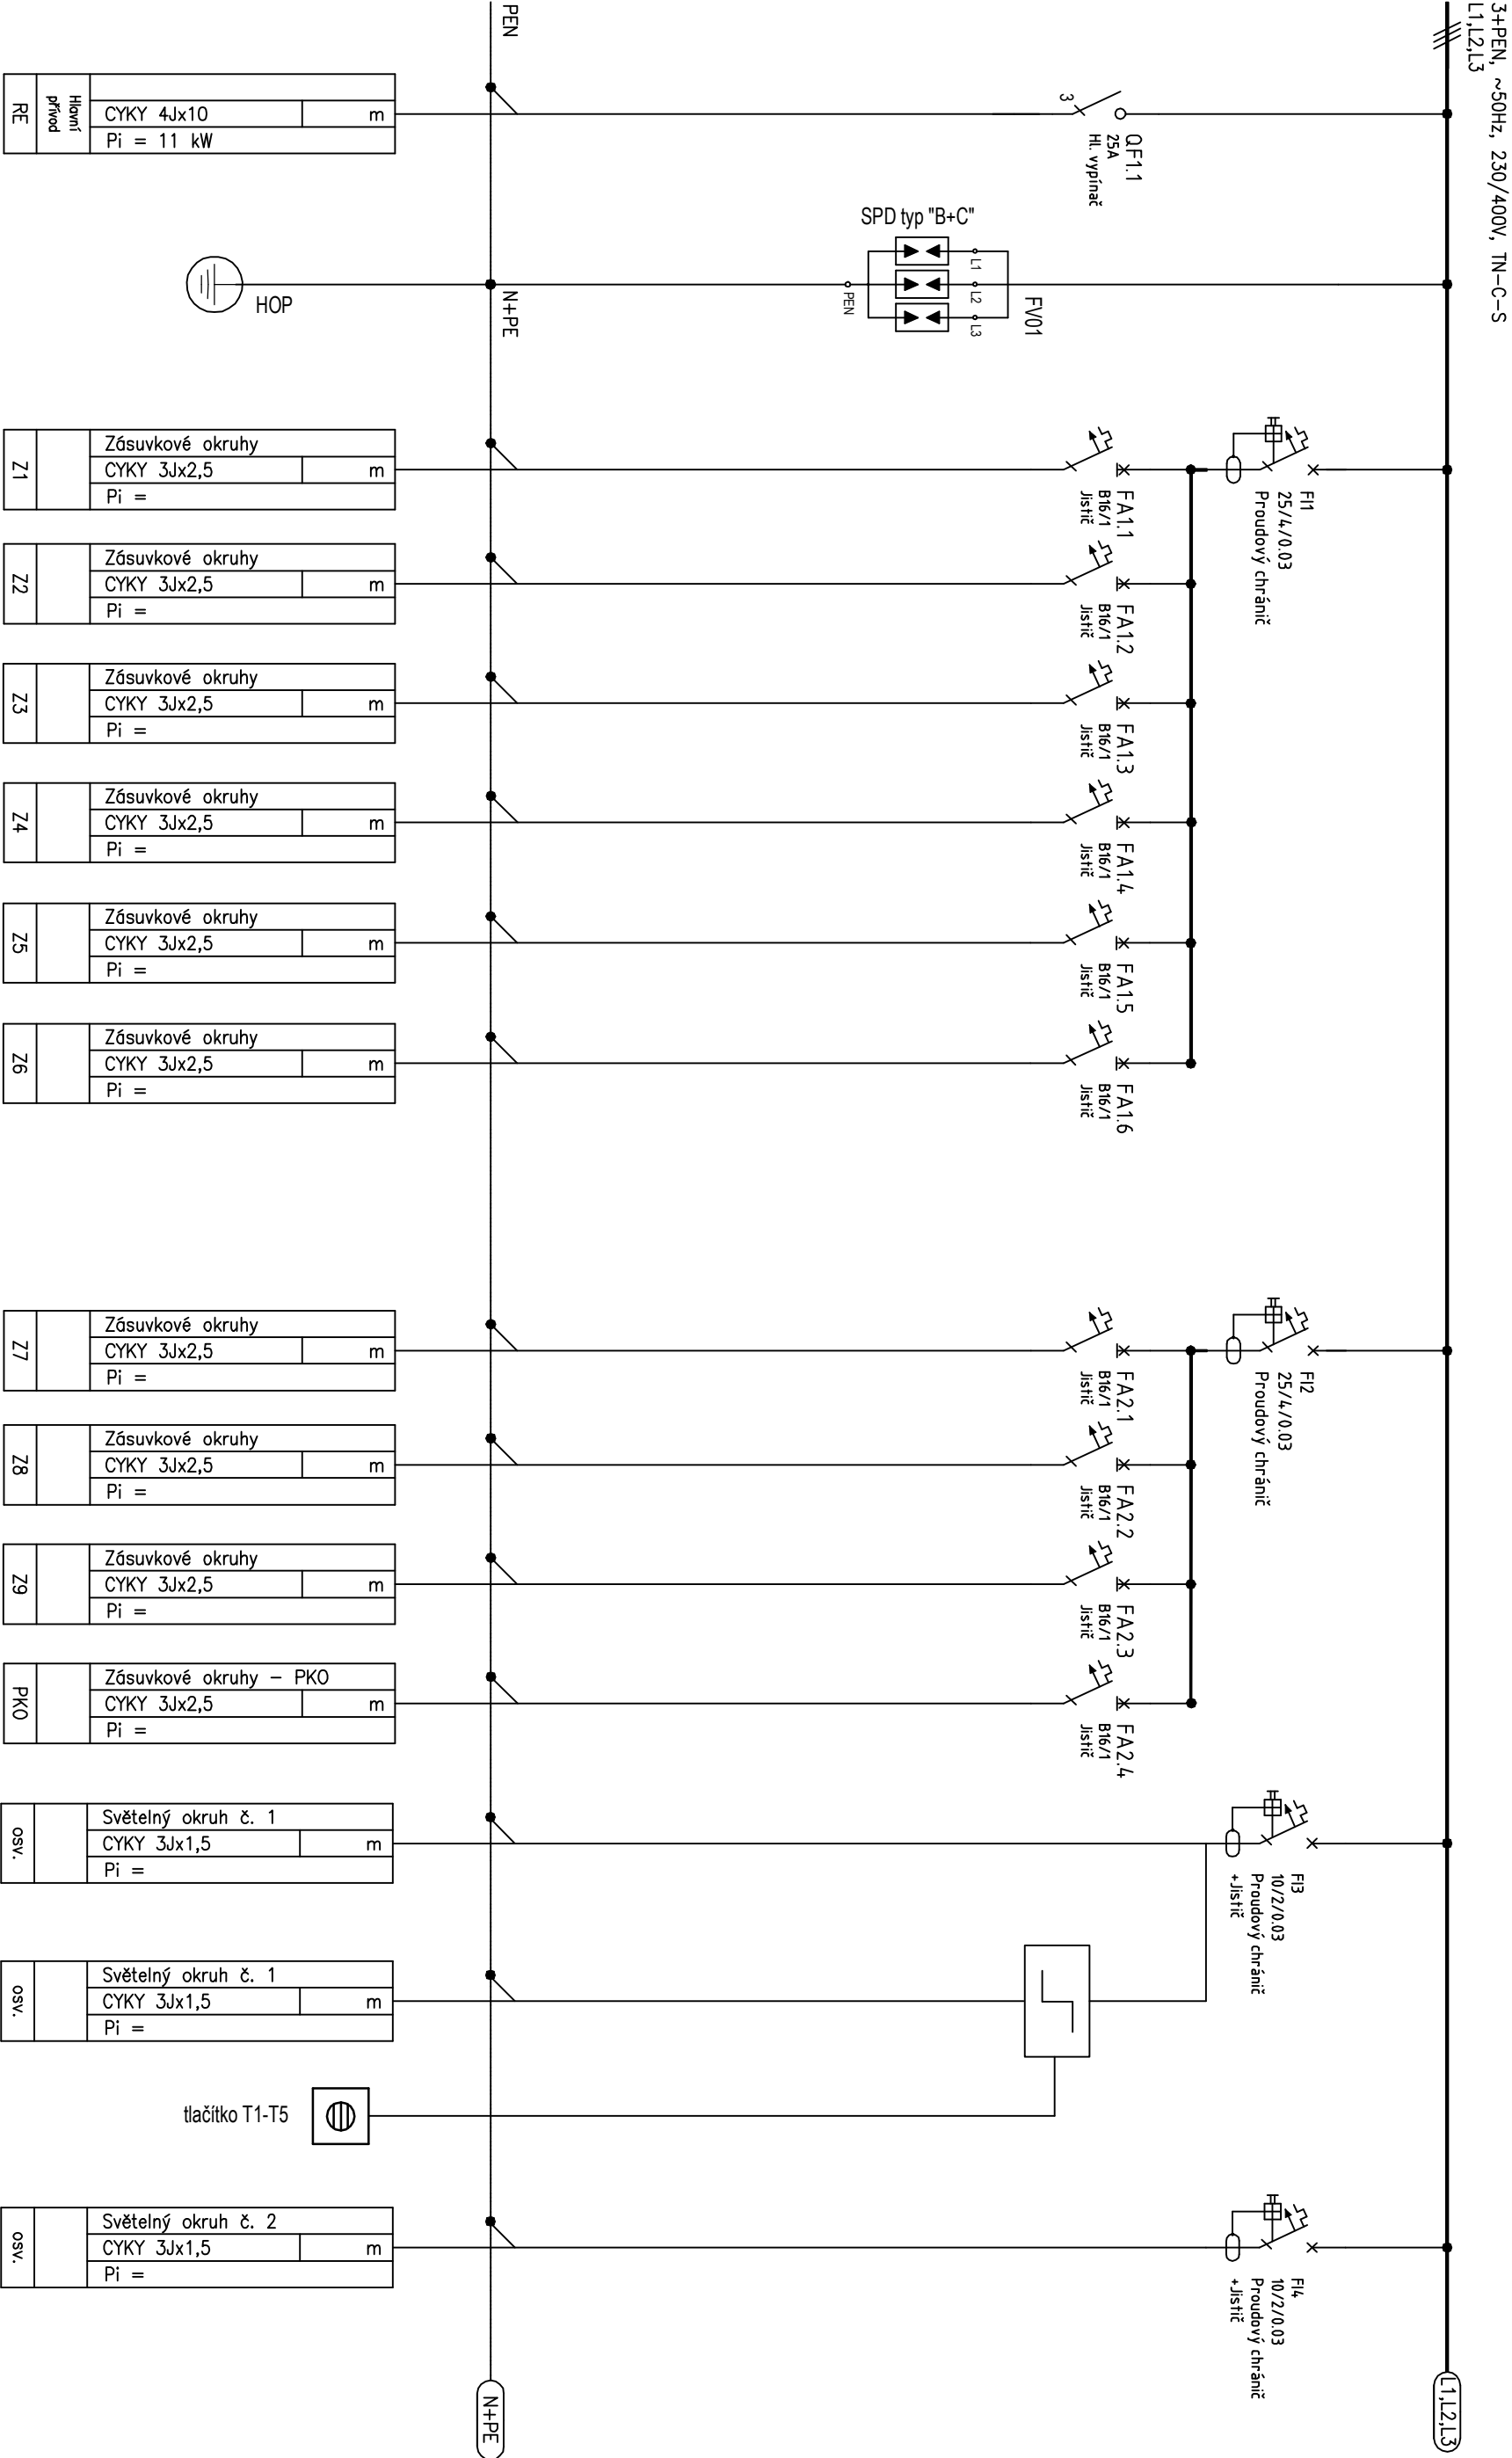 3+PEN, ~50Hz, 230/400V, TN-C-S
L1,L2,L3
PEN
QF1.1
25A
Hl. vypínač
3
Hlavní
přívod
RE
CYKY 4Jx10 m
Pi = 11 kW
SPD typ "B+C"
L1
L2
L3
PEN
FV01
HOP
N+PE
FI1
25/4/0.03
Proudový chránič
FA1.1
B16/1
Jistič
Z1
Zásuvkové okruhy
CYKY 3Jx2,5 m
Pi =
FA1.2
B16/1
Jistič
Z2
Zásuvkové okruhy
CYKY 3Jx2,5 m
Pi =
FA1.3
B16/1
Jistič
Z3
Zásuvkové okruhy
CYKY 3Jx2,5 m
Pi =
FA1.4
B16/1
Jistič
Z4
Zásuvkové okruhy
CYKY 3Jx2,5 m
Pi =
FA1.5
B16/1
Jistič
Z5
Zásuvkové okruhy
CYKY 3Jx2,5 m
Pi =
FA1.6
B16/1
Jistič
Z6
Zásuvkové okruhy
CYKY 3Jx2,5 m
Pi =
FI2
25/4/0.03
Proudový chránič
FA2.1
B16/1
Jistič
Z7
Zásuvkové okruhy
CYKY 3Jx2,5 m
Pi =
FA2.2
B16/1
Jistič
Z8
Zásuvkové okruhy
CYKY 3Jx2,5 m
Pi =
FA2.3
B16/1
Jistič
Z9
Zásuvkové okruhy
CYKY 3Jx2,5 m
Pi =
FA2.4
B16/1
Jistič
PKO
Zásuvkové okruhy - PKO
CYKY 3Jx2,5 m
Pi =
FI3
10/2/0.03
Proudový chránič
+Jistič
osv.
Světelný okruh č. 1
CYKY 3Jx1,5 m
Pi =
osv.
Světelný okruh č. 1
CYKY 3Jx1,5 m
Pi =
tlačítko T1-T5
FI4
10/2/0.03
Proudový chránič
+Jistič
osv.
Světelný okruh č. 2
CYKY 3Jx1,5 m
Pi =
N+PE
L1,L2,L3